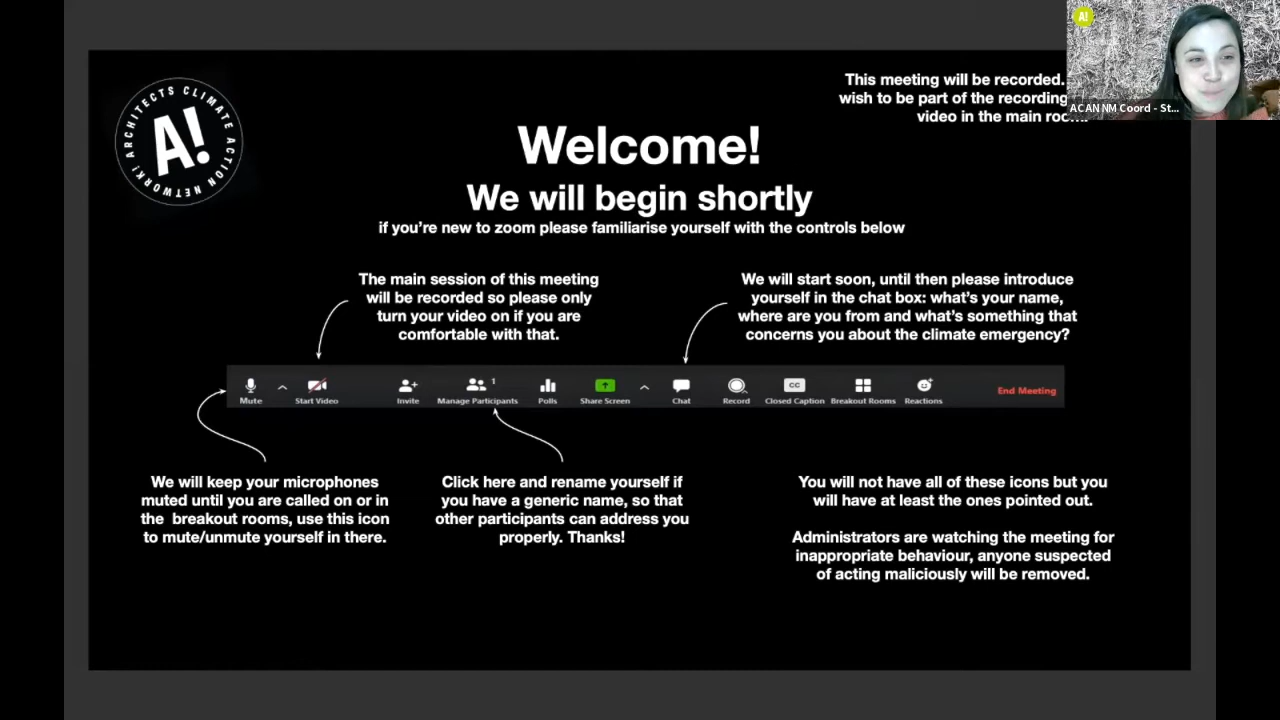 A!
ACAN NM Coord - St...
This meeting will be recorded.
wish to be part of the recording
video in the main room.
ARCHITECTS CLIMATE ACTION NETWORK!
A!
Welcome!
We will begin shortly
if you're new to zoom please familiarise yourself with the controls below
The main session of this meeting
will be recorded so please only
turn your video on if you are
comfortable with that.
We will start soon, until then please introduce
yourself in the chat box: what's your name,
where are you from and what's something that
concerns you about the climate emergency?
1
CC
Mute
Start Video
Invite
Manage Participants
Polls
Share Screen
Chat
Record
Closed Caption
Breakout Rooms
Reactions
End Meeting
We will keep your microphones
muted until you are called on or in
the breakout rooms, use this icon
to mute/unmute yourself in there.
Click here and rename yourself if
you have a generic name, so that
other participants can address you
properly. Thanks!
You will not have all of these icons but you
will have at least the ones pointed out.
Administrators are watching the meeting for
inappropriate behaviour, anyone suspected
of acting maliciously will be removed.